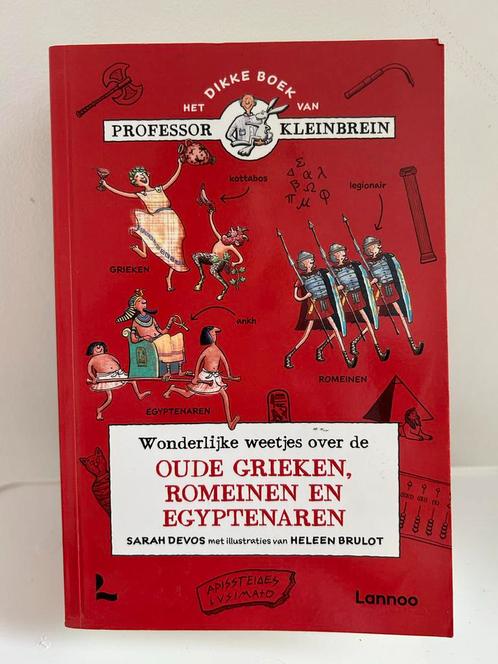 DIKKE BOEK
HET VAN
PROFESSOR KLEINBREIN
kottabos
Σ
Δ Ε α λ
β Β Ω
Π Μ Φ
legionair
GRIEKEN
ankh
EGYPTENAREN
ROMEINEN
Wonderlijke weetjes over de
OUDE GRIEKEN,
ROMEINEN EN
EGYPTENAREN
SARAH DEVOS met illustraties van HELEEN BRULOT
Lannoo